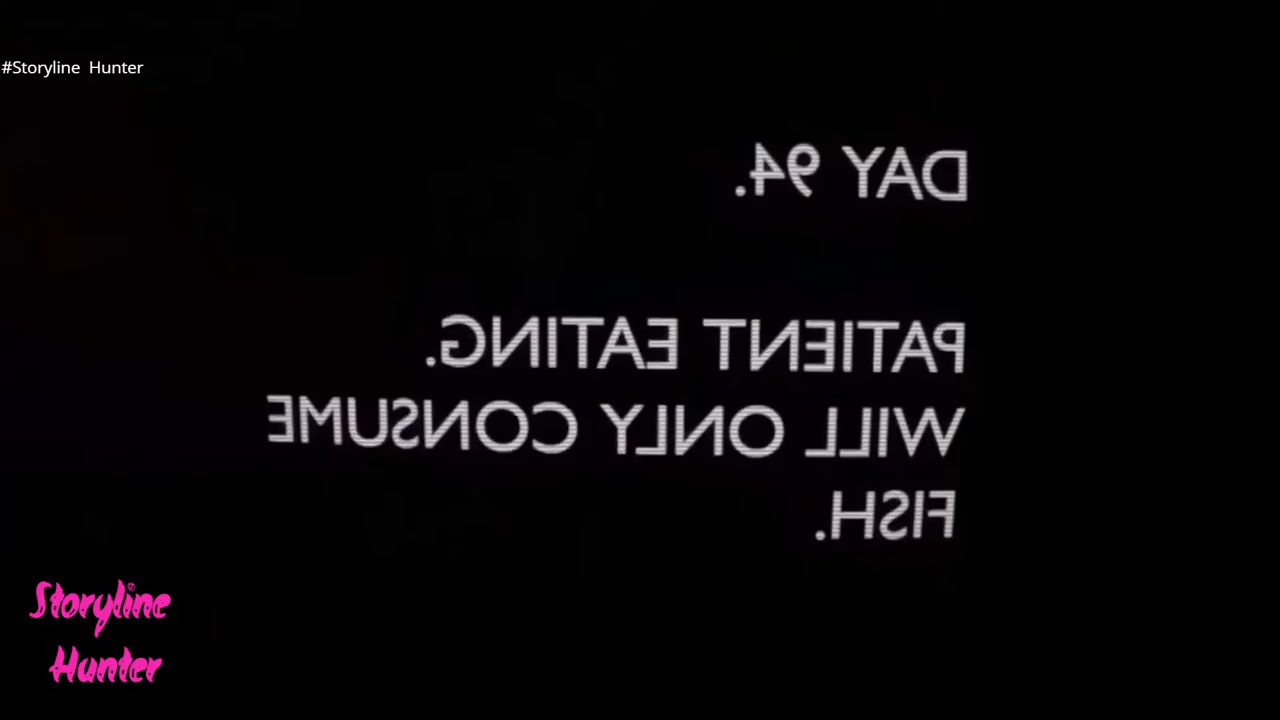 #Storyline Hunter
DAY 94.
PATIENT EATING.
WILL ONLY CONSUME
FISH.
Storyline
Hunter